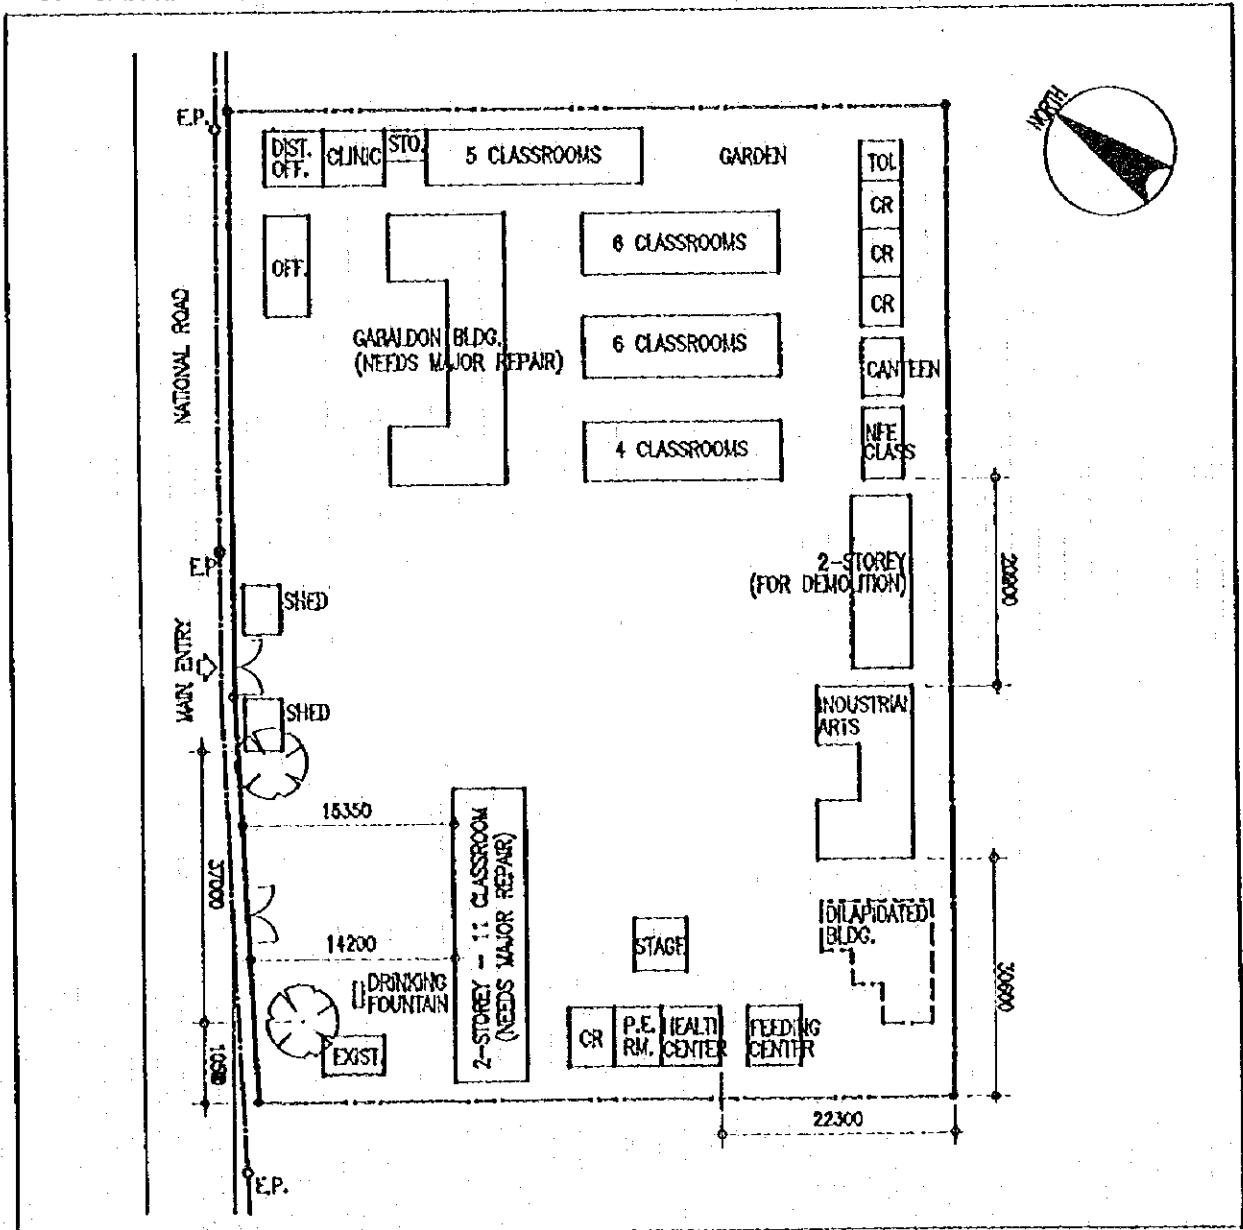 NORTH
E.P.
DIST.
OFF.
CLINIC
STO.
5 CLASSROOMS
GARDEN
TOL
CR
CR
CR
OFF.
6 CLASSROOMS
NATIONAL ROAD
GABALDON BLDG.
(NEEDS MAJOR REPAIR)
6 CLASSROOMS
CANTEEN
4 CLASSROOMS
NFE
CLASS
E.P.
2-STOREY
(FOR DEMOLITION)
SHED
MAIN ENTRY
SHED
INDUSTRIAL
ARTS
15350
37000
2-STOREY - 11 CLASSROOM
(NEEDS MAJOR REPAIR)
14200
STAGE
DILAPIDATED
BLDG.
30600
DRINKING
FOUNTAIN
EXIST.
CR
P.E.
RM.
HEALTH
CENTER
FEEDING
CENTER
22300
E.P.